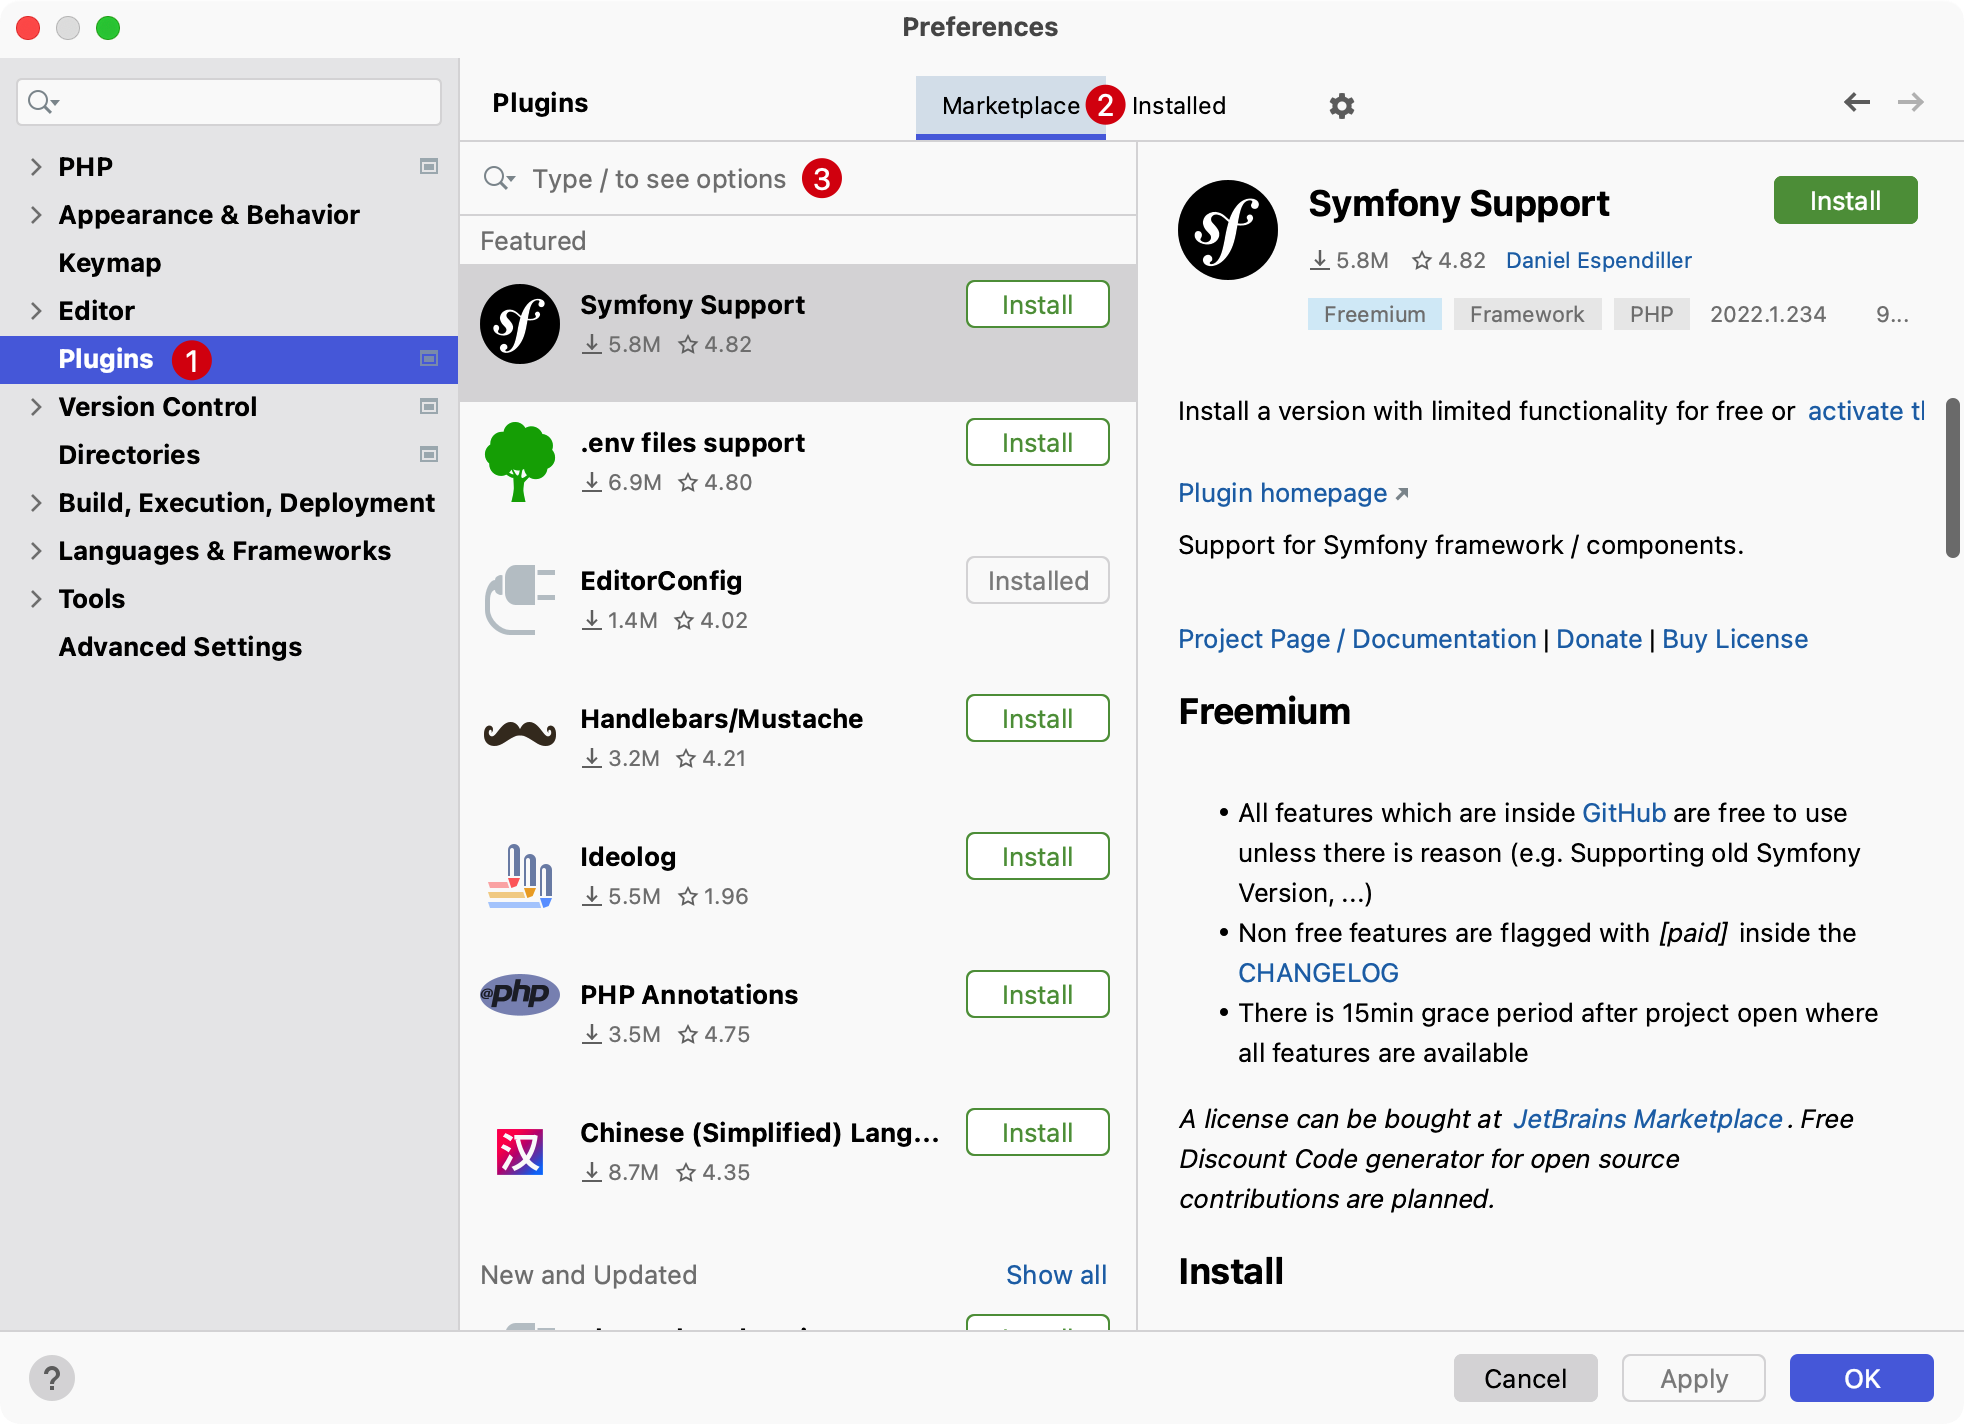 Preferences
PHP
Appearance & Behavior
Keymap
Editor
Plugins 1
Version Control
Directories
Build, Execution, Deployment
Languages & Frameworks
Tools
Advanced Settings
Plugins
Marketplace 2 Installed
Type / to see options 3
Featured
sf
Symfony Support
Install
5.8M 4.82
.env files support
Install
6.9M 4.80
EditorConfig
Installed
1.4M 4.02
Handlebars/Mustache
Install
3.2M 4.21
Ideolog
Install
5.5M 1.96
@php
PHP Annotations
Install
3.5M 4.75
汉
Chinese (Simplified) Lang...
Install
8.7M 4.35
New and Updated
Show all
sf
Symfony Support
Install
5.8M 4.82 Daniel Espendiller
Freemium Framework PHP 2022.1.234 9...
Install a version with limited functionality for free or activate
Plugin homepage
Support for Symfony framework / components.
Project Page / Documentation | Donate | Buy License
Freemium
• All features which are inside GitHub are free to use
unless there is reason (e.g. Supporting old Symfony
Version, ...)
• Non free features are flagged with [paid] inside the
CHANGELOG
• There is 15min grace period after project open where
all features are available
A license can be bought at JetBrains Marketplace. Free
Discount Code generator for open source
contributions are planned.
Install
?
Cancel
Apply
OK